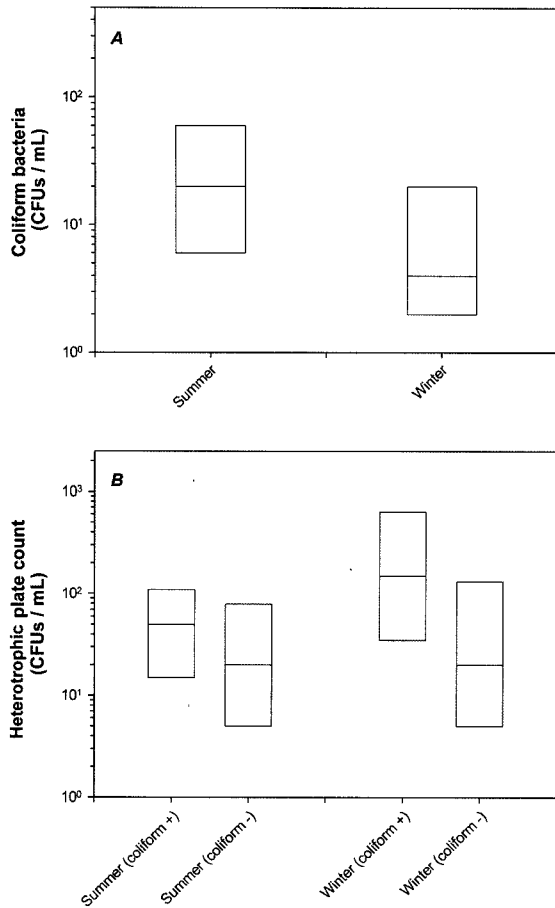 A
Coliform bacteria
(CFUs / mL)
10²
10¹
10⁰
Summer
Winter
B
Heterotrophic plate count
(CFUs / mL)
10³
10²
10¹
10⁰
Summer (coliform +)
Summer (coliform -)
Winter (coliform +)
Winter (coliform -)